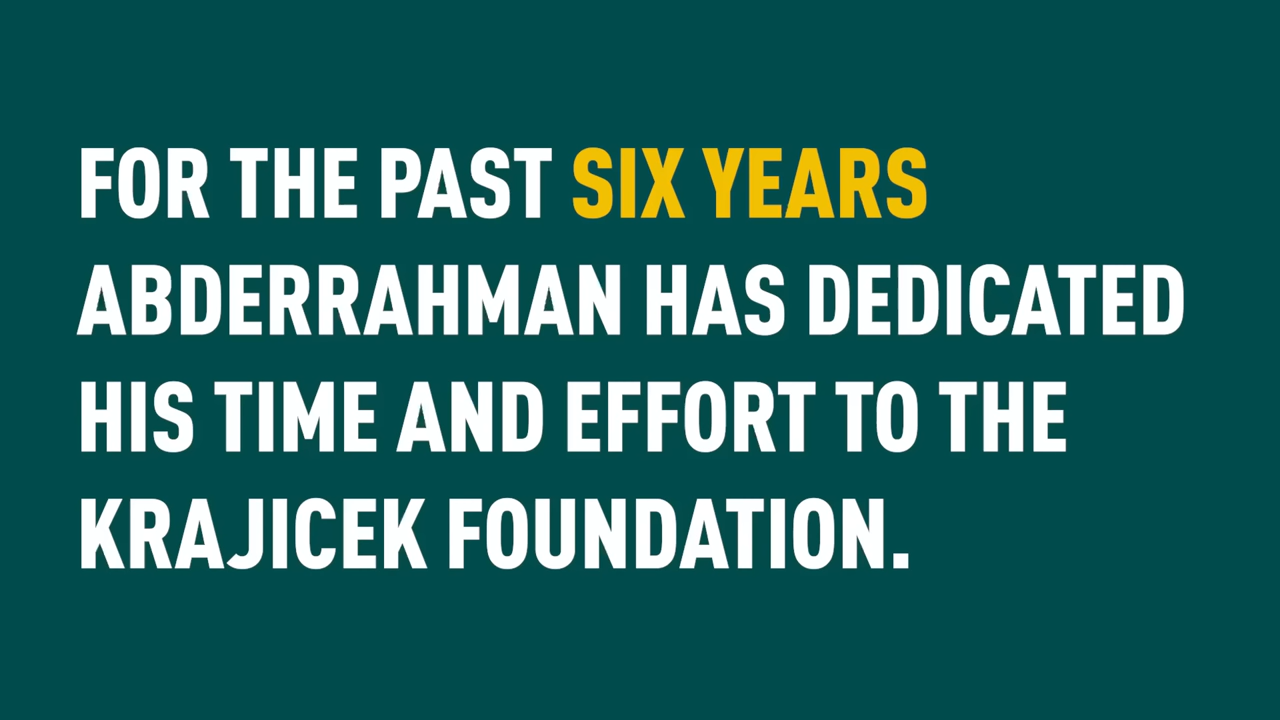 FOR THE PAST SIX YEARS
ABDERRAHMAN HAS DEDICATED
HIS TIME AND EFFORT TO THE
KRAJICEK FOUNDATION.